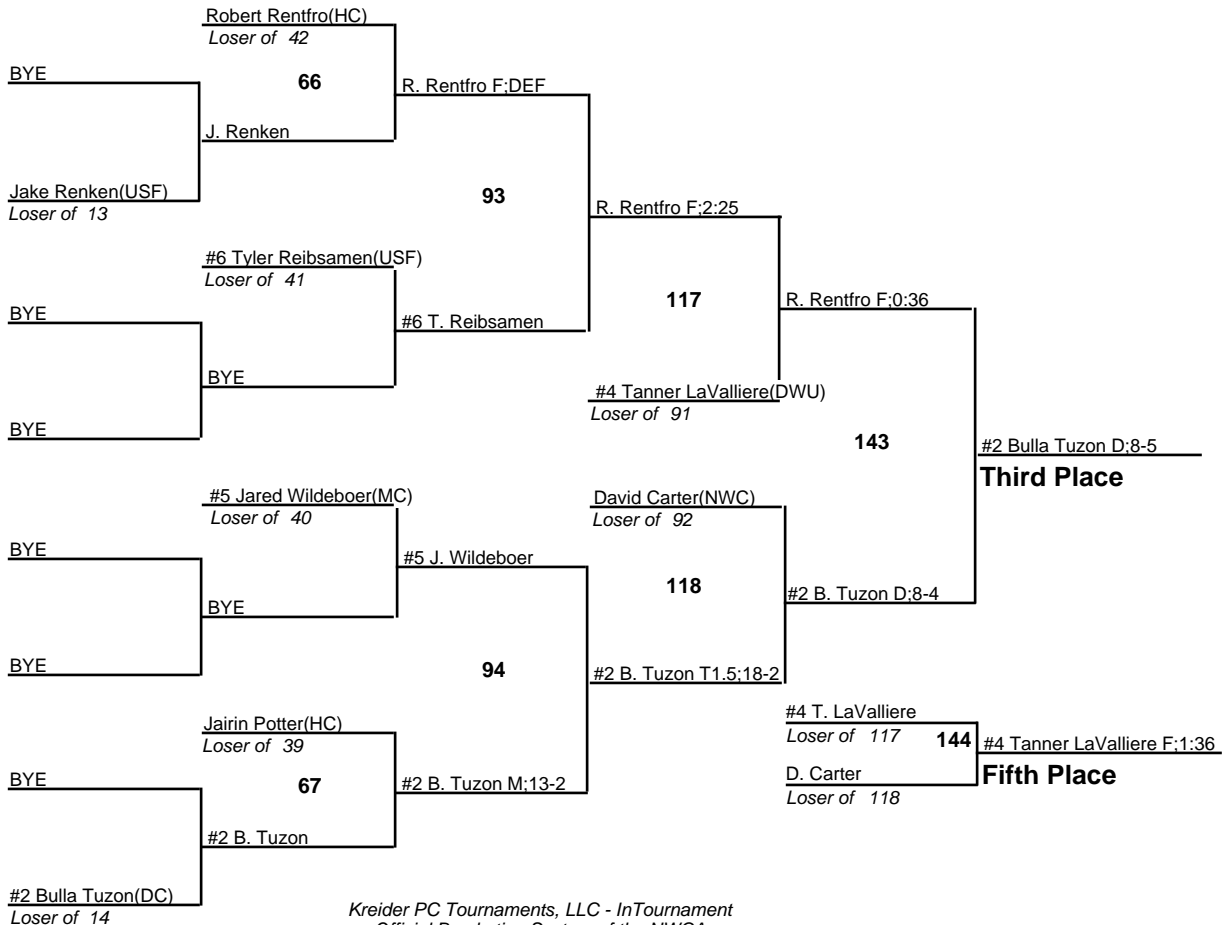 Robert Rentfro(HC)
Loser of 42
BYE
66
R. Rentfro F;DEF
J. Renken
Jake Renken(USF)
Loser of 13
93
R. Rentfro F;2:25
#6 Tyler Reibsamen(USF)
Loser of 41
BYE
#6 T. Reibsamen
117
R. Rentfro F;0:36
BYE
#4 Tanner LaValliere(DWU)
Loser of 91
BYE
143
#2 Bulla Tuzon D;8-5
Third Place
#5 Jared Wildeboer(MC)
Loser of 40
David Carter(NWC)
Loser of 92
BYE
#5 J. Wildeboer
118
#2 B. Tuzon D;8-4
BYE
BYE
94
#2 B. Tuzon T1.5;18-2
Jairin Potter(HC)
Loser of 39
#4 T. LaValliere
Loser of 117
144
#4 Tanner LaValliere F;1:36
Fifth Place
BYE
67
#2 B. Tuzon M;13-2
D. Carter
Loser of 118
#2 B. Tuzon
#2 Bulla Tuzon(DC)
Loser of 14
Kreider PC Tournaments, LLC - InTournament